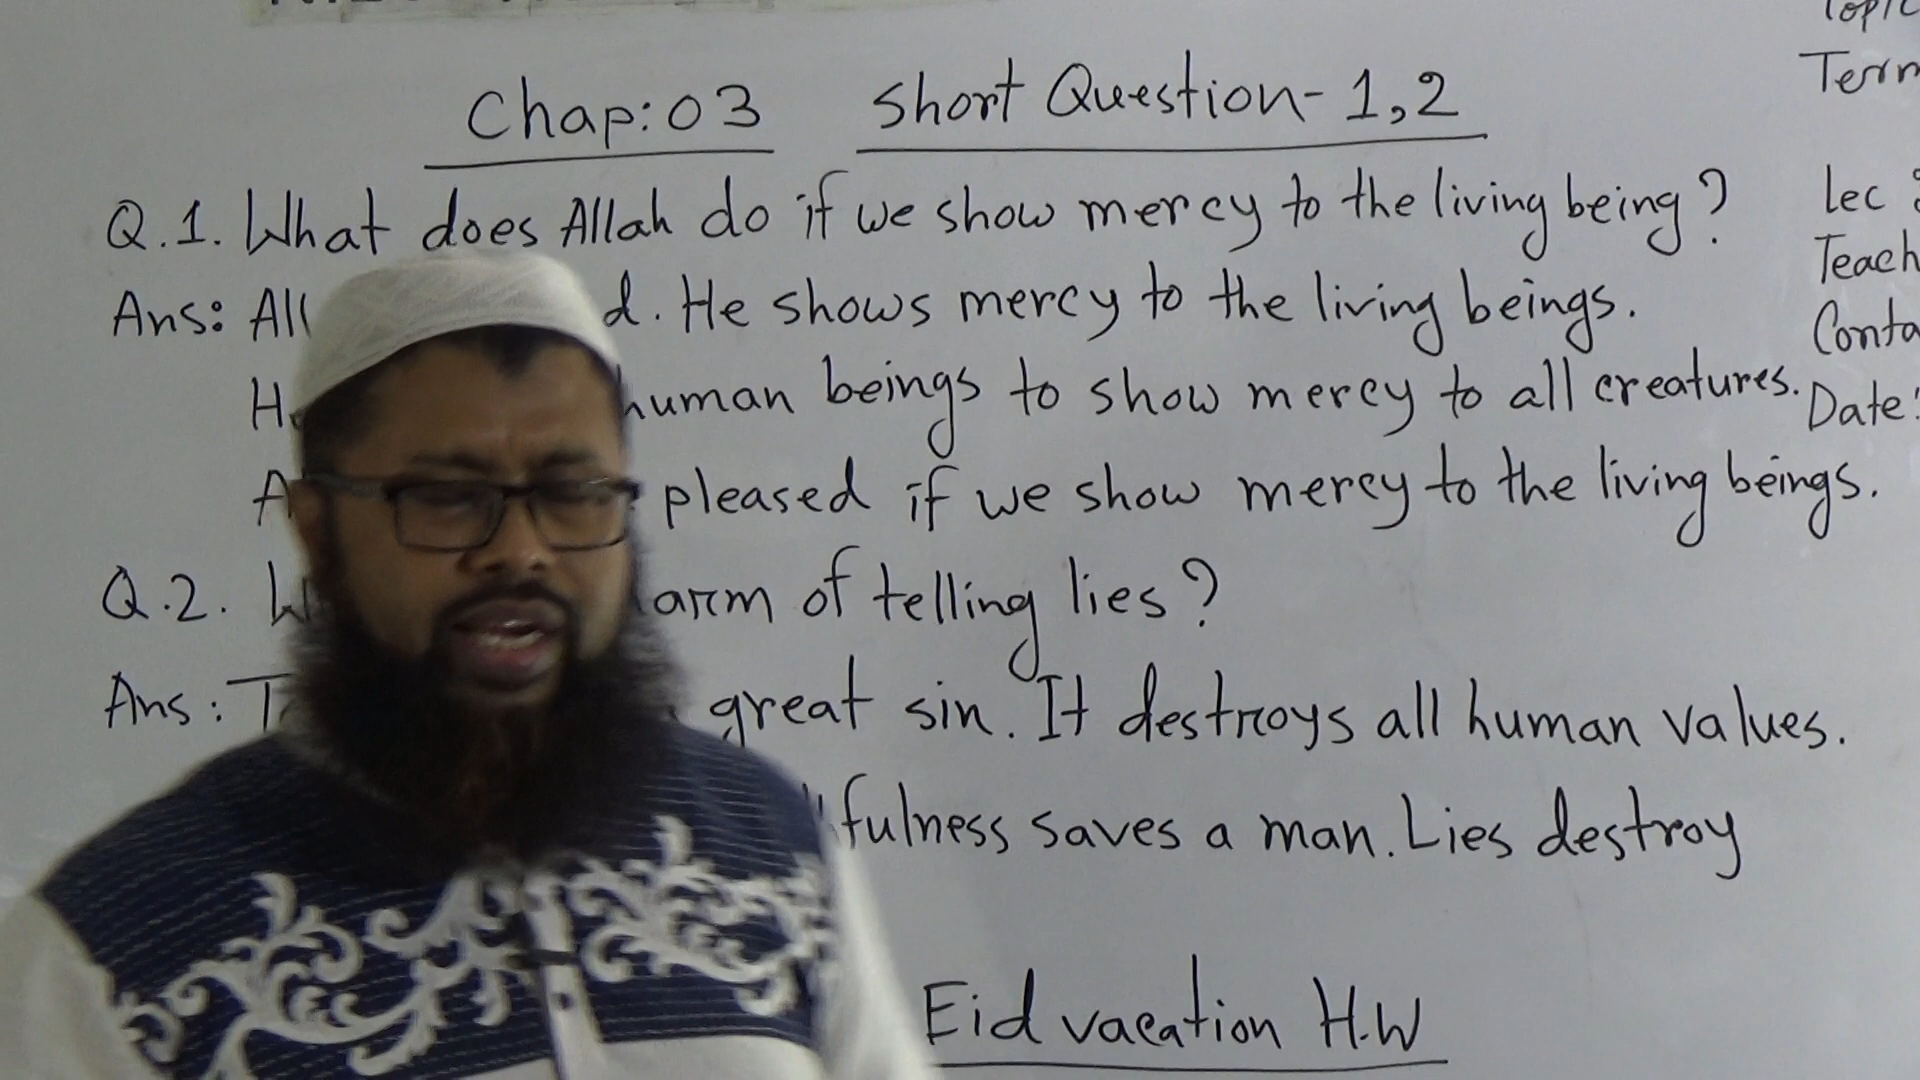 Chap: 03 Short Question- 1,2
Q.1. What does Allah do if we show mercy to the living being?
Ans: All d. He shows mercy to the living beings.
human beings to show mercy to all creatures.
pleased if we show mercy to the living beings.
Q.2. arm of telling lies?
Ans: great sin. It destroys all human values.
fulness saves a man. Lies destroy
Eid vacation H.W
Topic
Term
Lec :
Teach
Conta
Date: